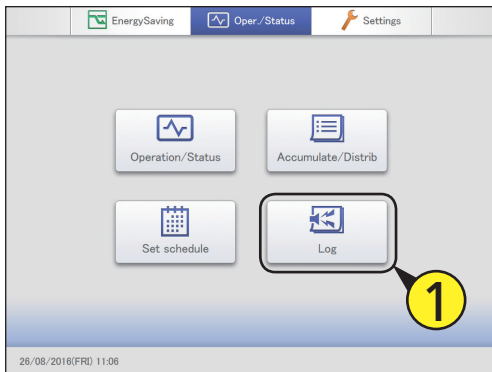 EnergySaving Oper./Status Settings
Operation/Status Accumulate/Distrib
Set schedule Log
1
26/08/2016(FRI) 11:06